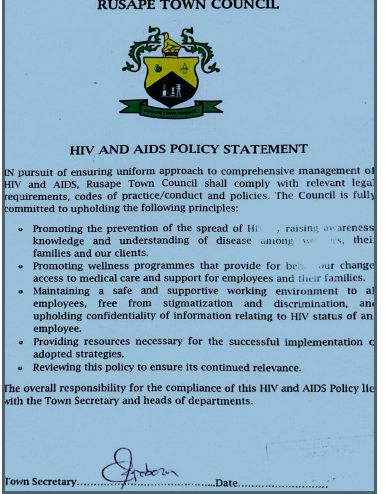 RUSAPE TOWN COUNCIL
RUSAPE TOWN COUNCIL
HIV AND AIDS POLICY STATEMENT
IN pursuit of ensuring uniform approach to comprehensive management of
HIV and AIDS, Rusape Town Council shall comply with relevant legal
requirements, codes of practice/conduct and policies. The Council is fully
committed to upholding the following principles:
• Promoting the prevention of the spread of HI , raising awareness
knowledge and understanding of disease among thei
families and our clients.
• Promoting wellness programmes that provide for our change
access to medical care and support for employees and their families.
• Maintaining a safe and supportive working environment to al
employees, free from stigmatization and discrimination, an
upholding confidentiality of information relating to HIV status of an
employee.
• Providing resources necessary for the successful implementation o
adopted strategies.
• Reviewing this policy to ensure its continued relevance.
The overall responsibility for the compliance of this HIV and AIDS Policy lie
with the Town Secretary and heads of departments.
Town Secretary...................................Date......................